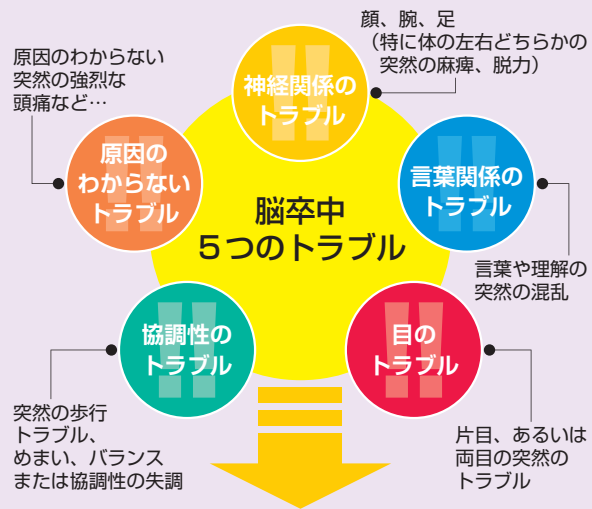 顔、腕、足
（特に体の左右どちらかの
突然の麻痺、脱力）
原因のわからない
突然の強烈な
頭痛など…
神経関係の
トラブル
原因の
わからない
トラブル
言葉関係の
トラブル
脳卒中
5つのトラブル
言葉や理解の
突然の混乱
協調性の
トラブル
目の
トラブル
突然の歩行
トラブル、
めまい、バランス
または協調性の失調
片目、あるいは
両目の突然の
トラブル